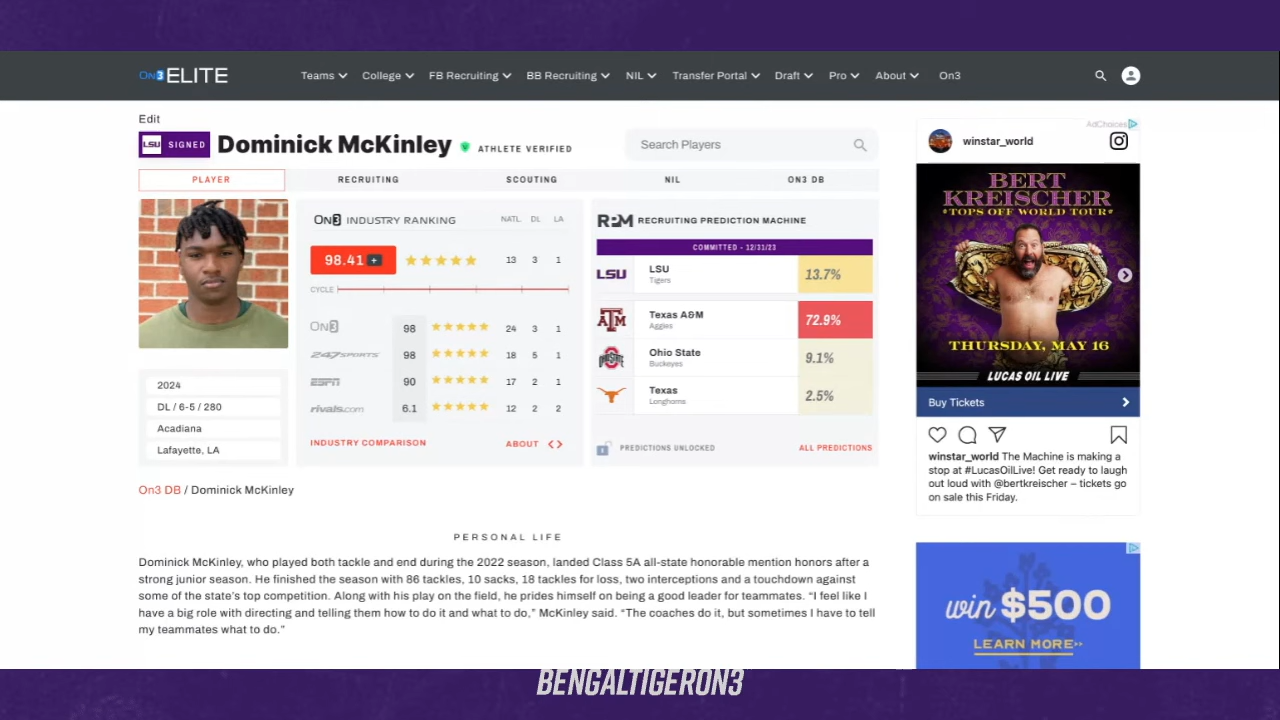 On3 ELITE
Teams College FB Recruiting BB Recruiting NIL Transfer Portal Draft Pro About On3
Edit
LSU SIGNED Dominick McKinley ATHLETE VERIFIED
Search Players
PLAYER RECRUITING SCOUTING NIL ON3 DB
On3 INDUSTRY RANKING NATL. DL LA
98.41 + 13 3 1
CYCLE
On3 98 24 3 1
247SPORTS 98 18 5 1
ESPN 90 17 2 1
rivals.com 6.1 12 2 2
INDUSTRY COMPARISON ABOUT
2024
DL / 6-5 / 280
Acadiana
Lafayette, LA
RPM RECRUITING PREDICTION MACHINE
COMMITTED - 12/31/23
LSU LSU 13.7%
Tigers
ATM Texas A&M 72.9%
Aggies
Ohio State 9.1%
Buckeyes
Texas 2.5%
Longhorns
PREDICTIONS UNLOCKED ALL PREDICTIONS
On3 DB / Dominick McKinley
PERSONAL LIFE
Dominick McKinley, who played both tackle and end during the 2022 season, landed Class 5A all-state honorable mention honors after a
strong junior season. He finished the season with 86 tackles, 10 sacks, 18 tackles for loss, two interceptions and a touchdown against
some of the state's top competition. Along with his play on the field, he prides himself on being a good leader for teammates. “I feel like I
have a big role with directing and telling them how to do it and what to do,” McKinley said. “The coaches do it, but sometimes I have to tell
my teammates what to do.”
AdChoices
winstar_world
BERT
KREISCHER
*TOPS OFF WORLD TOUR*
THURSDAY, MAY 16
LUCAS OIL LIVE
Buy Tickets
winstar_world The Machine is making a
stop at #LucasOilLive! Get ready to laugh
out loud with @bertkreischer – tickets go
on sale this Friday.
win $500
LEARN MORE
BENGALTIGERON3